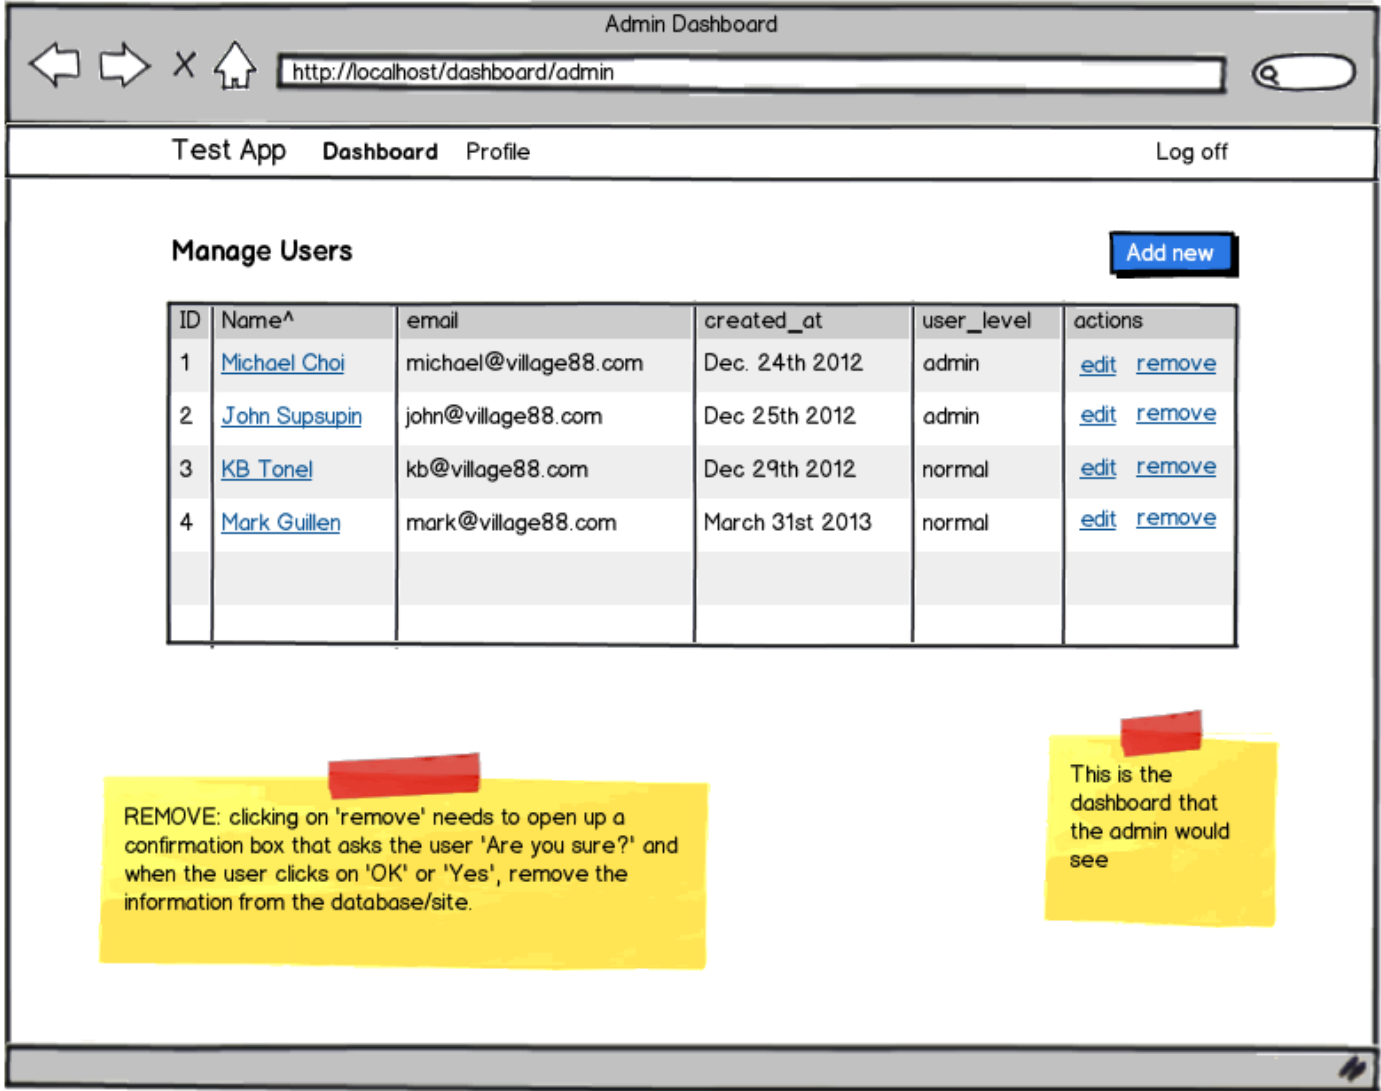 Admin Dashboard
http://localhost/dashboard/admin
Test App Dashboard Profile Log off
Manage Users Add new
ID Name^ email created_at user_level actions
1 Michael Choi michael@village88.com Dec. 24th 2012 admin edit remove
2 John Supsupin john@village88.com Dec 25th 2012 admin edit remove
3 KB Tonel kb@village88.com Dec 29th 2012 normal edit remove
4 Mark Guillen mark@village88.com March 31st 2013 normal edit remove
REMOVE: clicking on 'remove' needs to open up a
confirmation box that asks the user 'Are you sure?' and
when the user clicks on 'OK' or 'Yes', remove the
information from the database/site.
This is the
dashboard that
the admin would
see